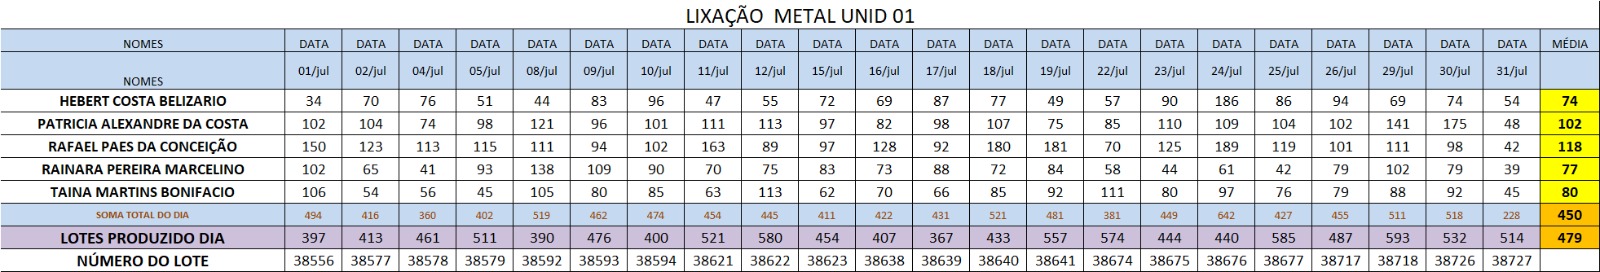 LIXAÇÃO METAL UNID 01
NOMES DATA DATA DATA DATA DATA DATA DATA DATA DATA DATA DATA DATA DATA DATA DATA DATA DATA DATA DATA DATA DATA DATA MÉDIA
NOMES 01/jul 02/jul 04/jul 05/jul 08/jul 09/jul 10/jul 11/jul 12/jul 15/jul 16/jul 17/jul 18/jul 19/jul 22/jul 23/jul 24/jul 25/jul 26/jul 29/jul 30/jul 31/jul
HEBERT COSTA BELIZARIO 34 70 76 51 44 83 96 47 55 72 69 87 77 49 57 90 186 86 94 69 74 54 74
PATRICIA ALEXANDRE DA COSTA 102 104 74 98 121 96 101 111 113 97 82 98 107 75 85 110 109 104 102 141 175 48 102
RAFAEL PAES DA CONCEIÇÃO 150 123 113 115 111 94 102 163 89 97 128 92 180 181 70 125 189 119 101 111 98 42 118
RAINARA PEREIRA MARCELINO 102 65 41 93 138 109 90 70 75 83 73 88 72 84 58 44 61 42 79 102 79 39 77
TAINA MARTINS BONIFACIO 106 54 56 45 105 80 85 63 113 62 70 66 85 92 111 80 97 76 79 88 92 45 80
SOMA TOTAL DO DIA 494 416 360 402 519 462 474 454 445 411 422 431 521 481 381 449 642 427 455 511 518 228 450
LOTES PRODUZIDO DIA 397 413 461 511 390 476 400 521 580 454 407 367 433 557 574 444 440 585 487 593 532 514 479
NÚMERO DO LOTE 38556 38577 38578 38579 38592 38593 38594 38621 38622 38623 38638 38639 38640 38641 38674 38675 38676 38677 38717 38718 38726 38727